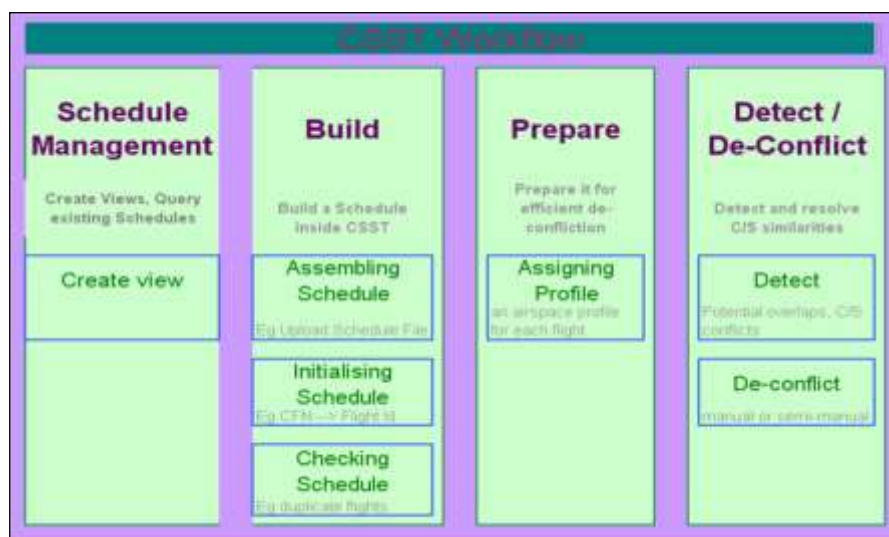 CSST Workflow
Schedule
Management
Create Views, Query
existing Schedules
Create view
Build
Build a Schedule
inside CSST
Assembling
Schedule
Eg Upload Schedule File
Initialising
Schedule
Eg CFN --> Flight Id
Checking
Schedule
Eg duplicate flights
Prepare
Prepare it for
efficient de-
confliction
Assigning
Profile
an airspace profile
for each flight
Detect /
De-Conflict
Detect and resolve
C/S similarities
Detect
Potential overlaps, C/S
conflicts
De-conflict
manual or semi-manual